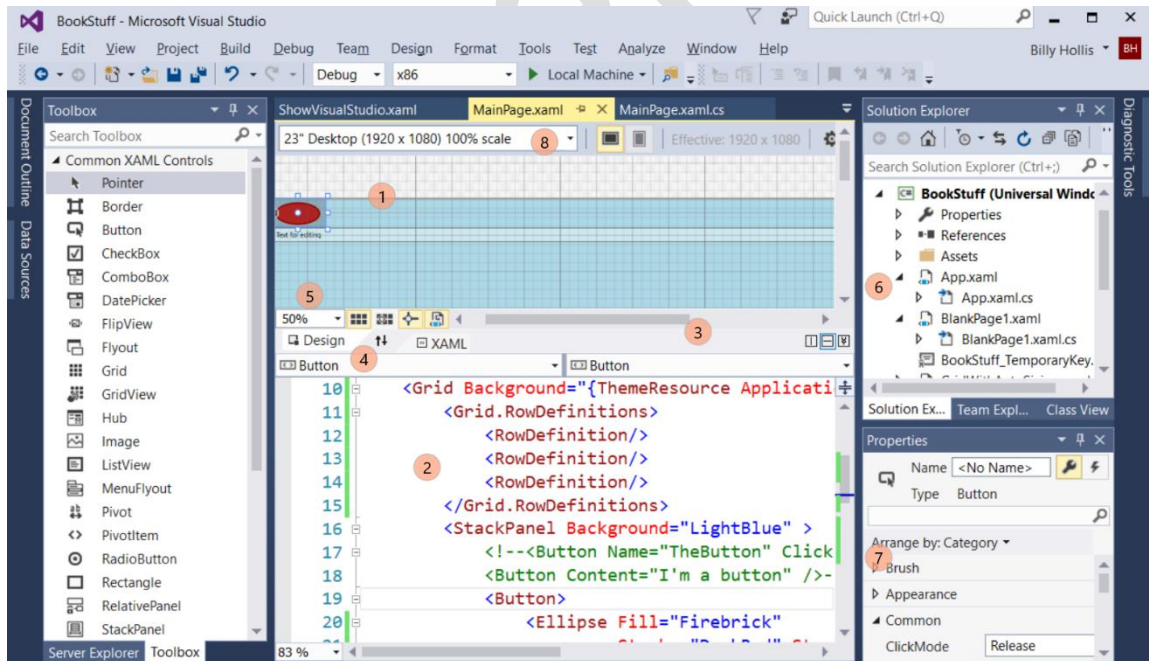 BookStuff - Microsoft Visual Studio
Quick Launch (Ctrl+Q)
File Edit View Project Build Debug Team Design Format Tools Test Analyze Window Help
Billy Hollis BH
Debug x86 Local Machine
Document Outline
Data Sources
Toolbox
Search Toolbox
Common XAML Controls
Pointer
Border
Button
CheckBox
ComboBox
DatePicker
FlipView
Flyout
Grid
GridView
Hub
Image
ListView
MenuFlyout
Pivot
PivotItem
RadioButton
Rectangle
RelativePanel
StackPanel
Server Explorer Toolbox
ShowVisualStudio.xaml MainPage.xaml MainPage.xaml.cs
23" Desktop (1920 x 1080) 100% scale 8 Effective: 1920 x 1080
1
Text for editing
5
50%
3
Design XAML
Button 4 Button
10 <Grid Background="{ThemeResource Applicati
11 <Grid.RowDefinitions>
12 <RowDefinition/>
13 <RowDefinition/>
2
14 <RowDefinition/>
15 </Grid.RowDefinitions>
16 <StackPanel Background="LightBlue" >
17 <!--<Button Name="TheButton" Click
18 <Button Content="I'm a button" />-
19 <Button>
20 <Ellipse Fill="Firebrick"
83 %
Solution Explorer
Search Solution Explorer (Ctrl+;)
C# BookStuff (Universal Windc
Properties
References
Assets
6 App.xaml
App.xaml.cs
BlankPage1.xaml
BlankPage1.xaml.cs
BookStuff_TemporaryKey.
Solution Ex... Team Expl... Class View
Properties
Name <No Name>
Type Button
Arrange by: Category
7 Brush
Appearance
Common
ClickMode Release
Diagnostic Tools